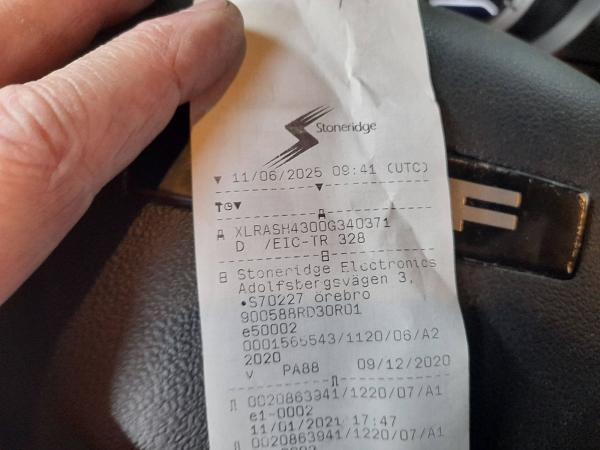 Stoneridge
▼ 11/06/2025 09:41 (UTC)
XLRASH4300G340371
D /EIC-TR 328
Stoneridge Electronics
Adolfsbergsvägen 3,
•S70227 örebro
900588RD30R01
e50002
0001565543/1120/06/A2
2020
v PA88 09/12/2020
0020863941/1220/07/A1
e1-0002
11/01/2021 17:47
0020863941/1220/07/A1
F